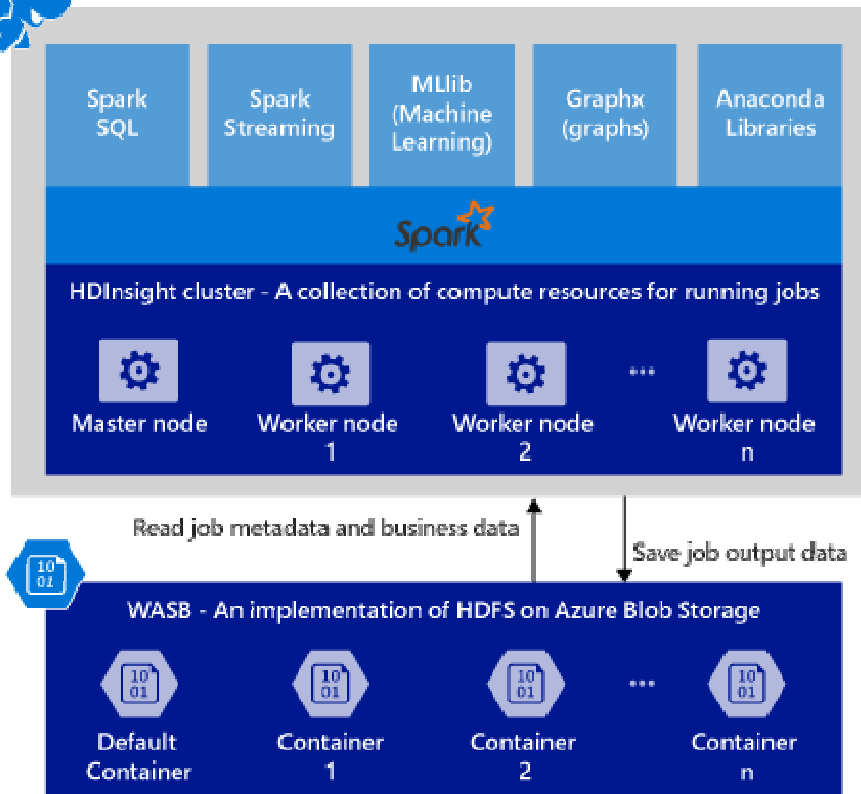 Spark
SQL
Spark
Streaming
MLlib
(Machine
Learning)
Graphx
(graphs)
Anaconda
Libraries
Spark
HDInsight cluster - A collection of compute resources for running jobs
Master node
Worker node
1
Worker node
2
...
Worker node
n
Read job metadata and business data
Save job output data
10
01
WASB - An implementation of HDFS on Azure Blob Storage
10
01
Default
Container
10
01
Container
1
10
01
Container
2
...
10
01
Container
n